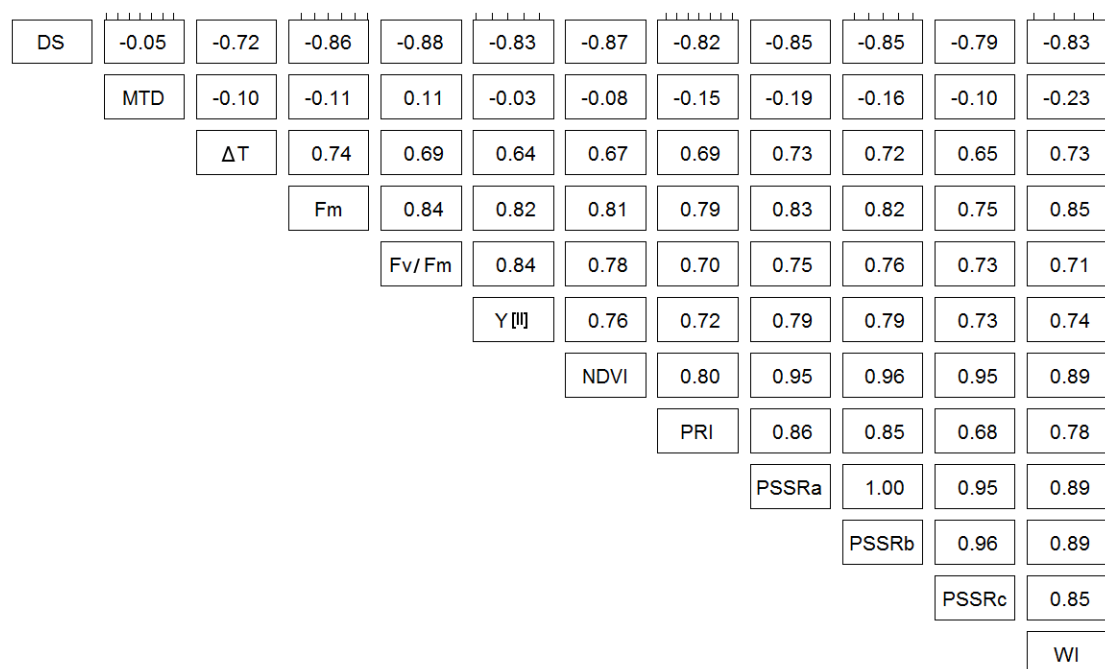 DS -0.05 -0.72 -0.86 -0.88 -0.83 -0.87 -0.82 -0.85 -0.85 -0.79 -0.83
MTD -0.10 -0.11 0.11 -0.03 -0.08 -0.15 -0.19 -0.16 -0.10 -0.23
ΔT 0.74 0.69 0.64 0.67 0.69 0.73 0.72 0.65 0.73
Fm 0.84 0.82 0.81 0.79 0.83 0.82 0.75 0.85
Fv/Fm 0.84 0.78 0.70 0.75 0.76 0.73 0.71
Y[II] 0.76 0.72 0.79 0.79 0.73 0.74
NDVI 0.80 0.95 0.96 0.95 0.89
PRI 0.86 0.85 0.68 0.78
PSSRa 1.00 0.95 0.89
PSSRb 0.96 0.89
PSSRc 0.85
WI